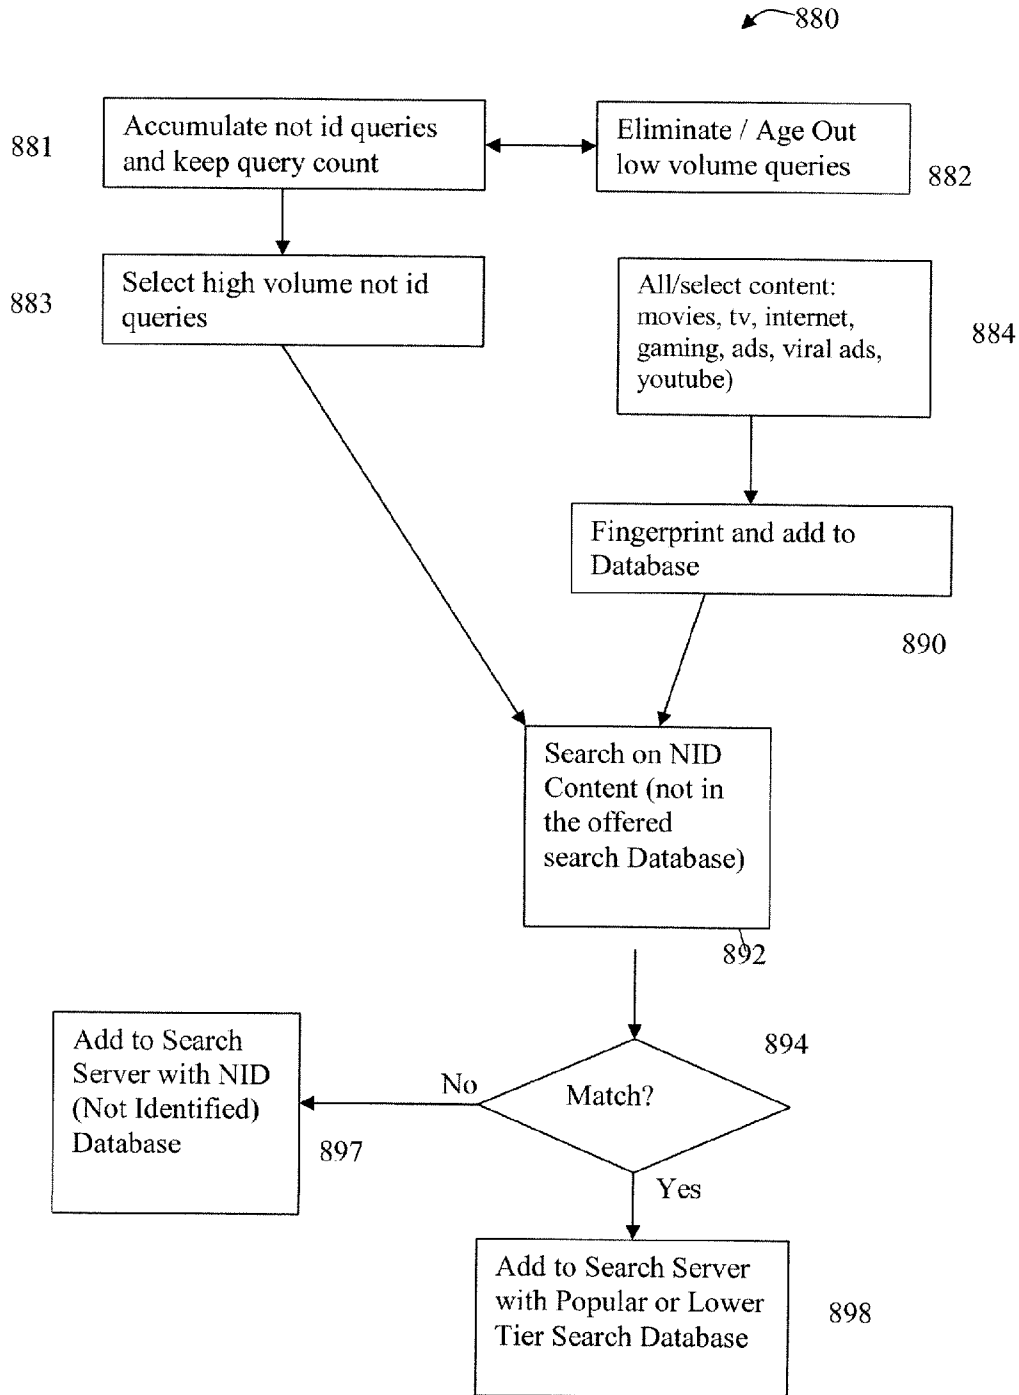 880
881
Accumulate not id queries
and keep query count
Eliminate / Age Out
low volume queries
882
883
Select high volume not id
queries
All/select content:
movies, tv, internet,
gaming, ads, viral ads,
youtube)
884
Fingerprint and add to
Database
890
Search on NID
Content (not in
the offered
search Database)
892
894
Match?
No
Yes
Add to Search
Server with NID
(Not Identified)
Database
897
Add to Search Server
with Popular or Lower
Tier Search Database
898